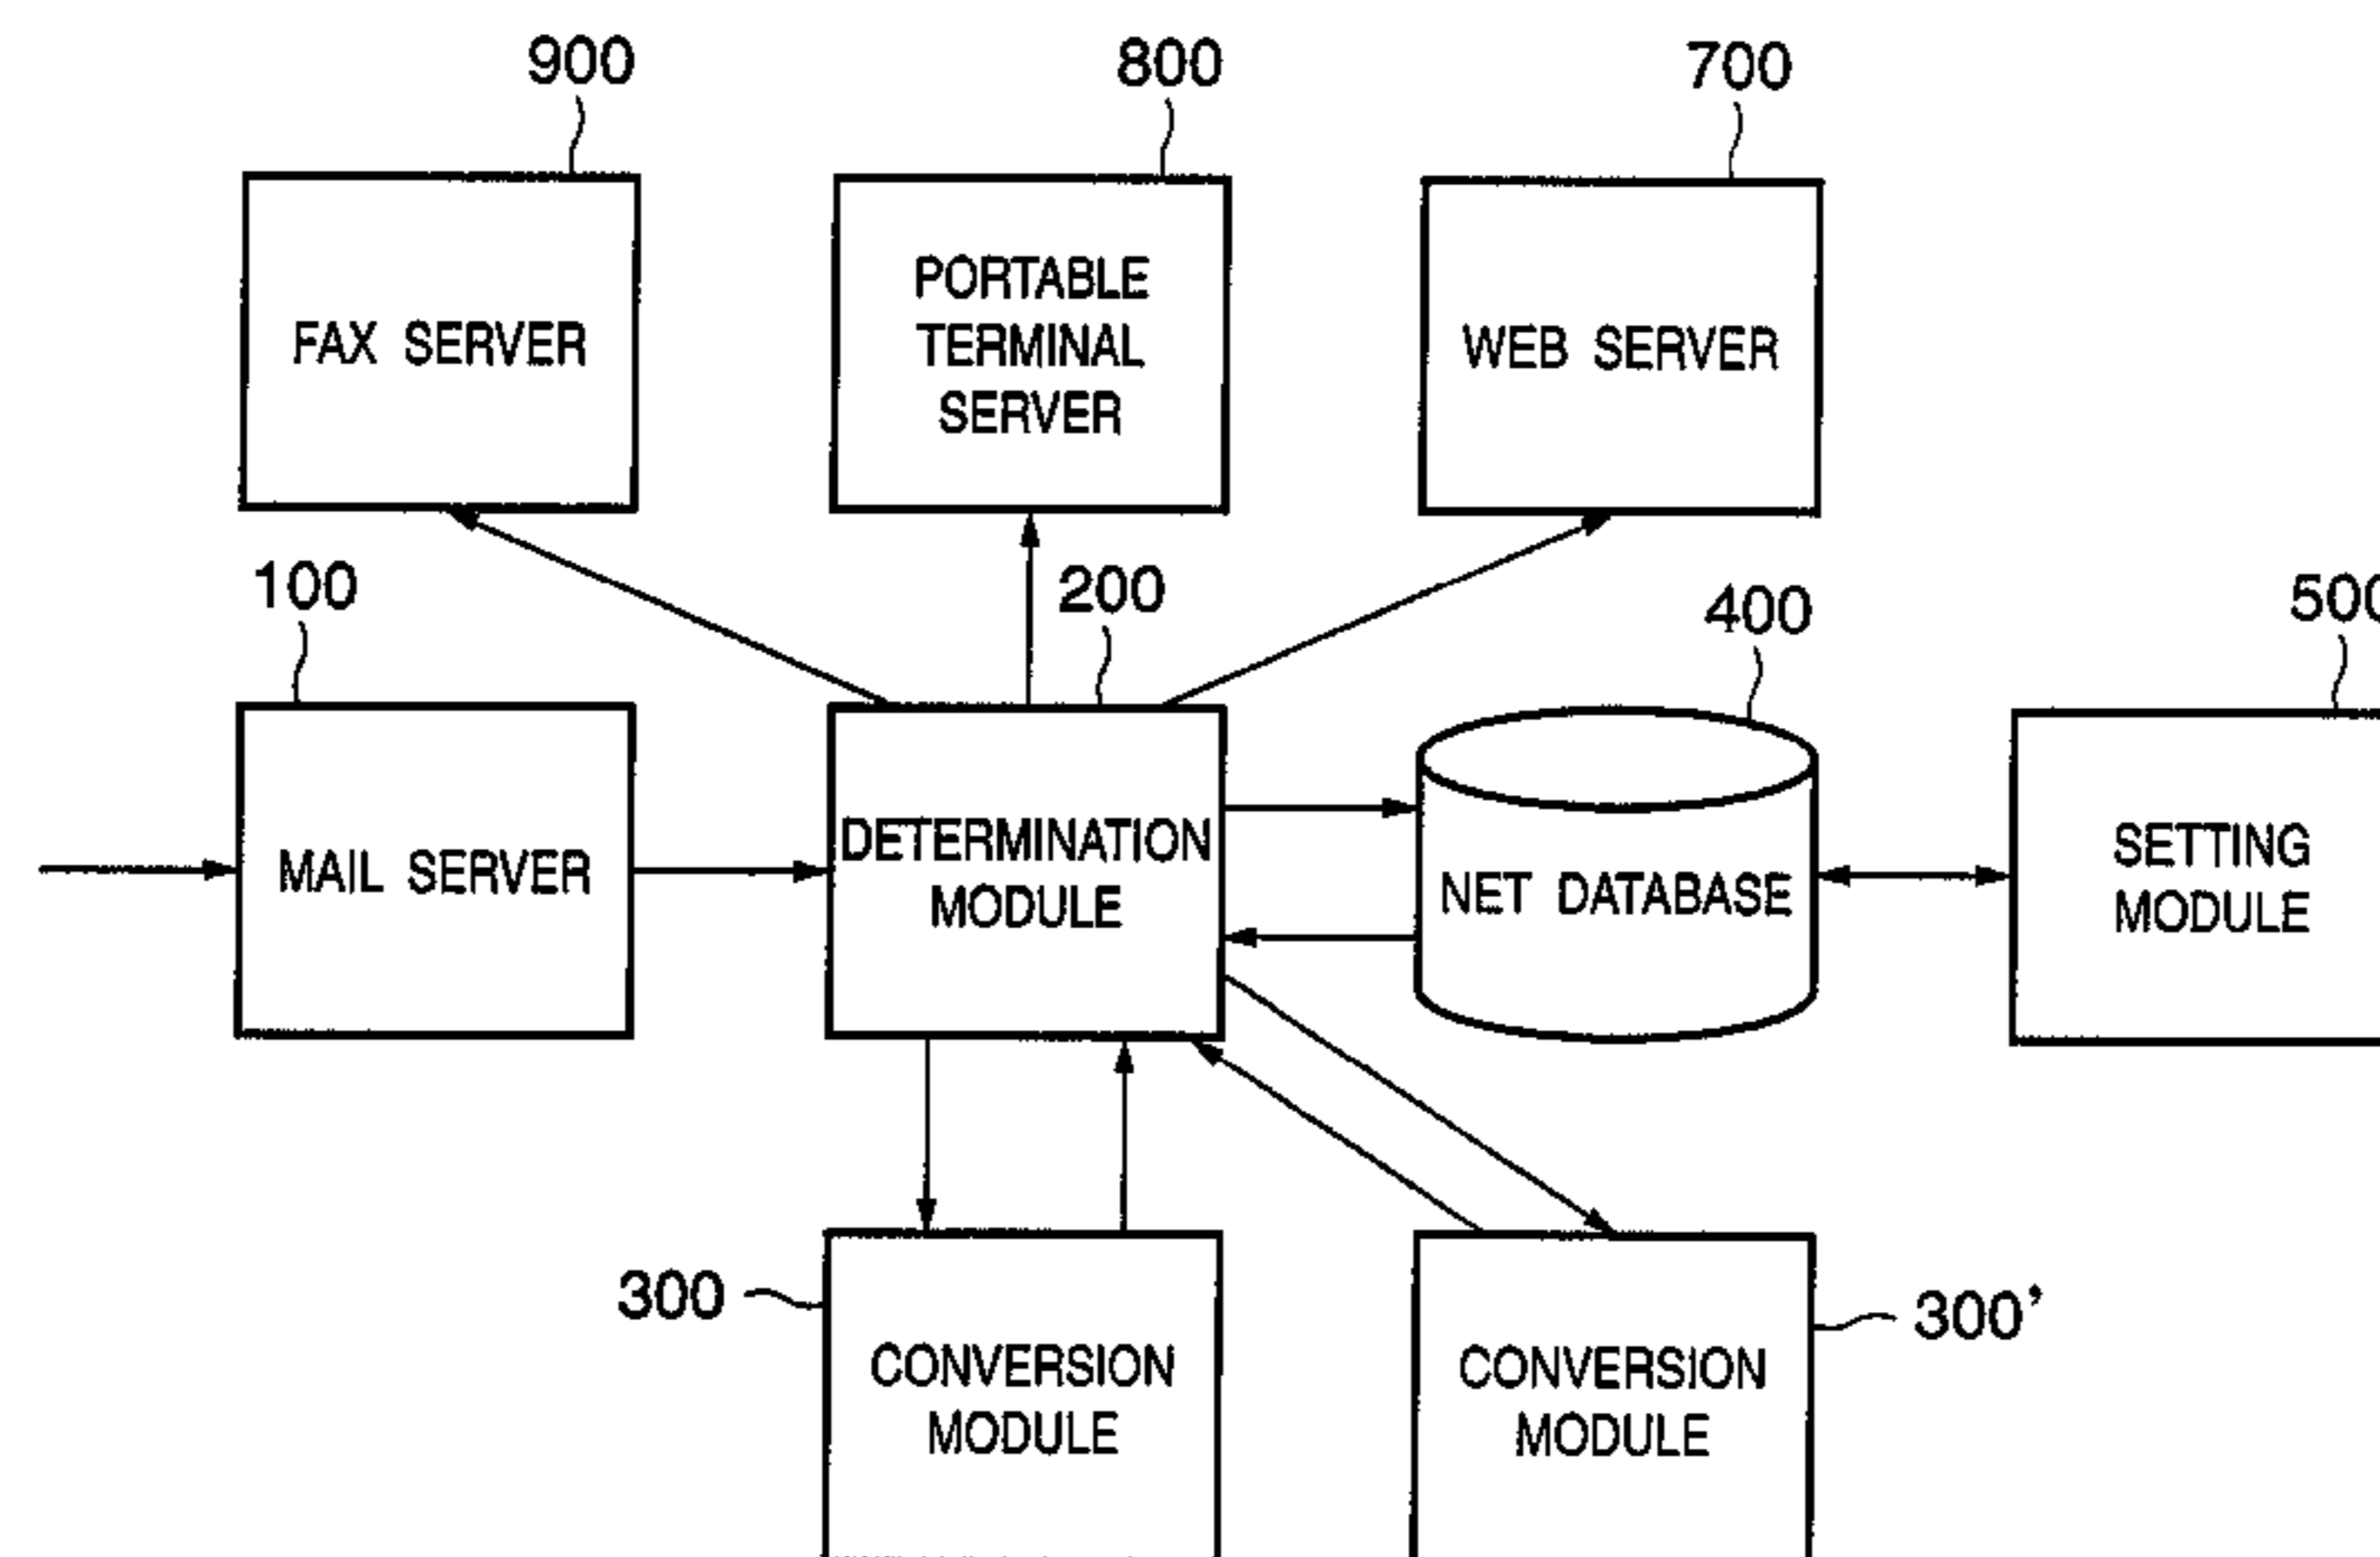 900
800
700
FAX SERVER
PORTABLE
TERMINAL
SERVER
WEB SERVER
100
200
400
500
MAIL SERVER
DETERMINATION
MODULE
NET DATABASE
SETTING
MODULE
300
CONVERSION
MODULE
CONVERSION
MODULE
300'